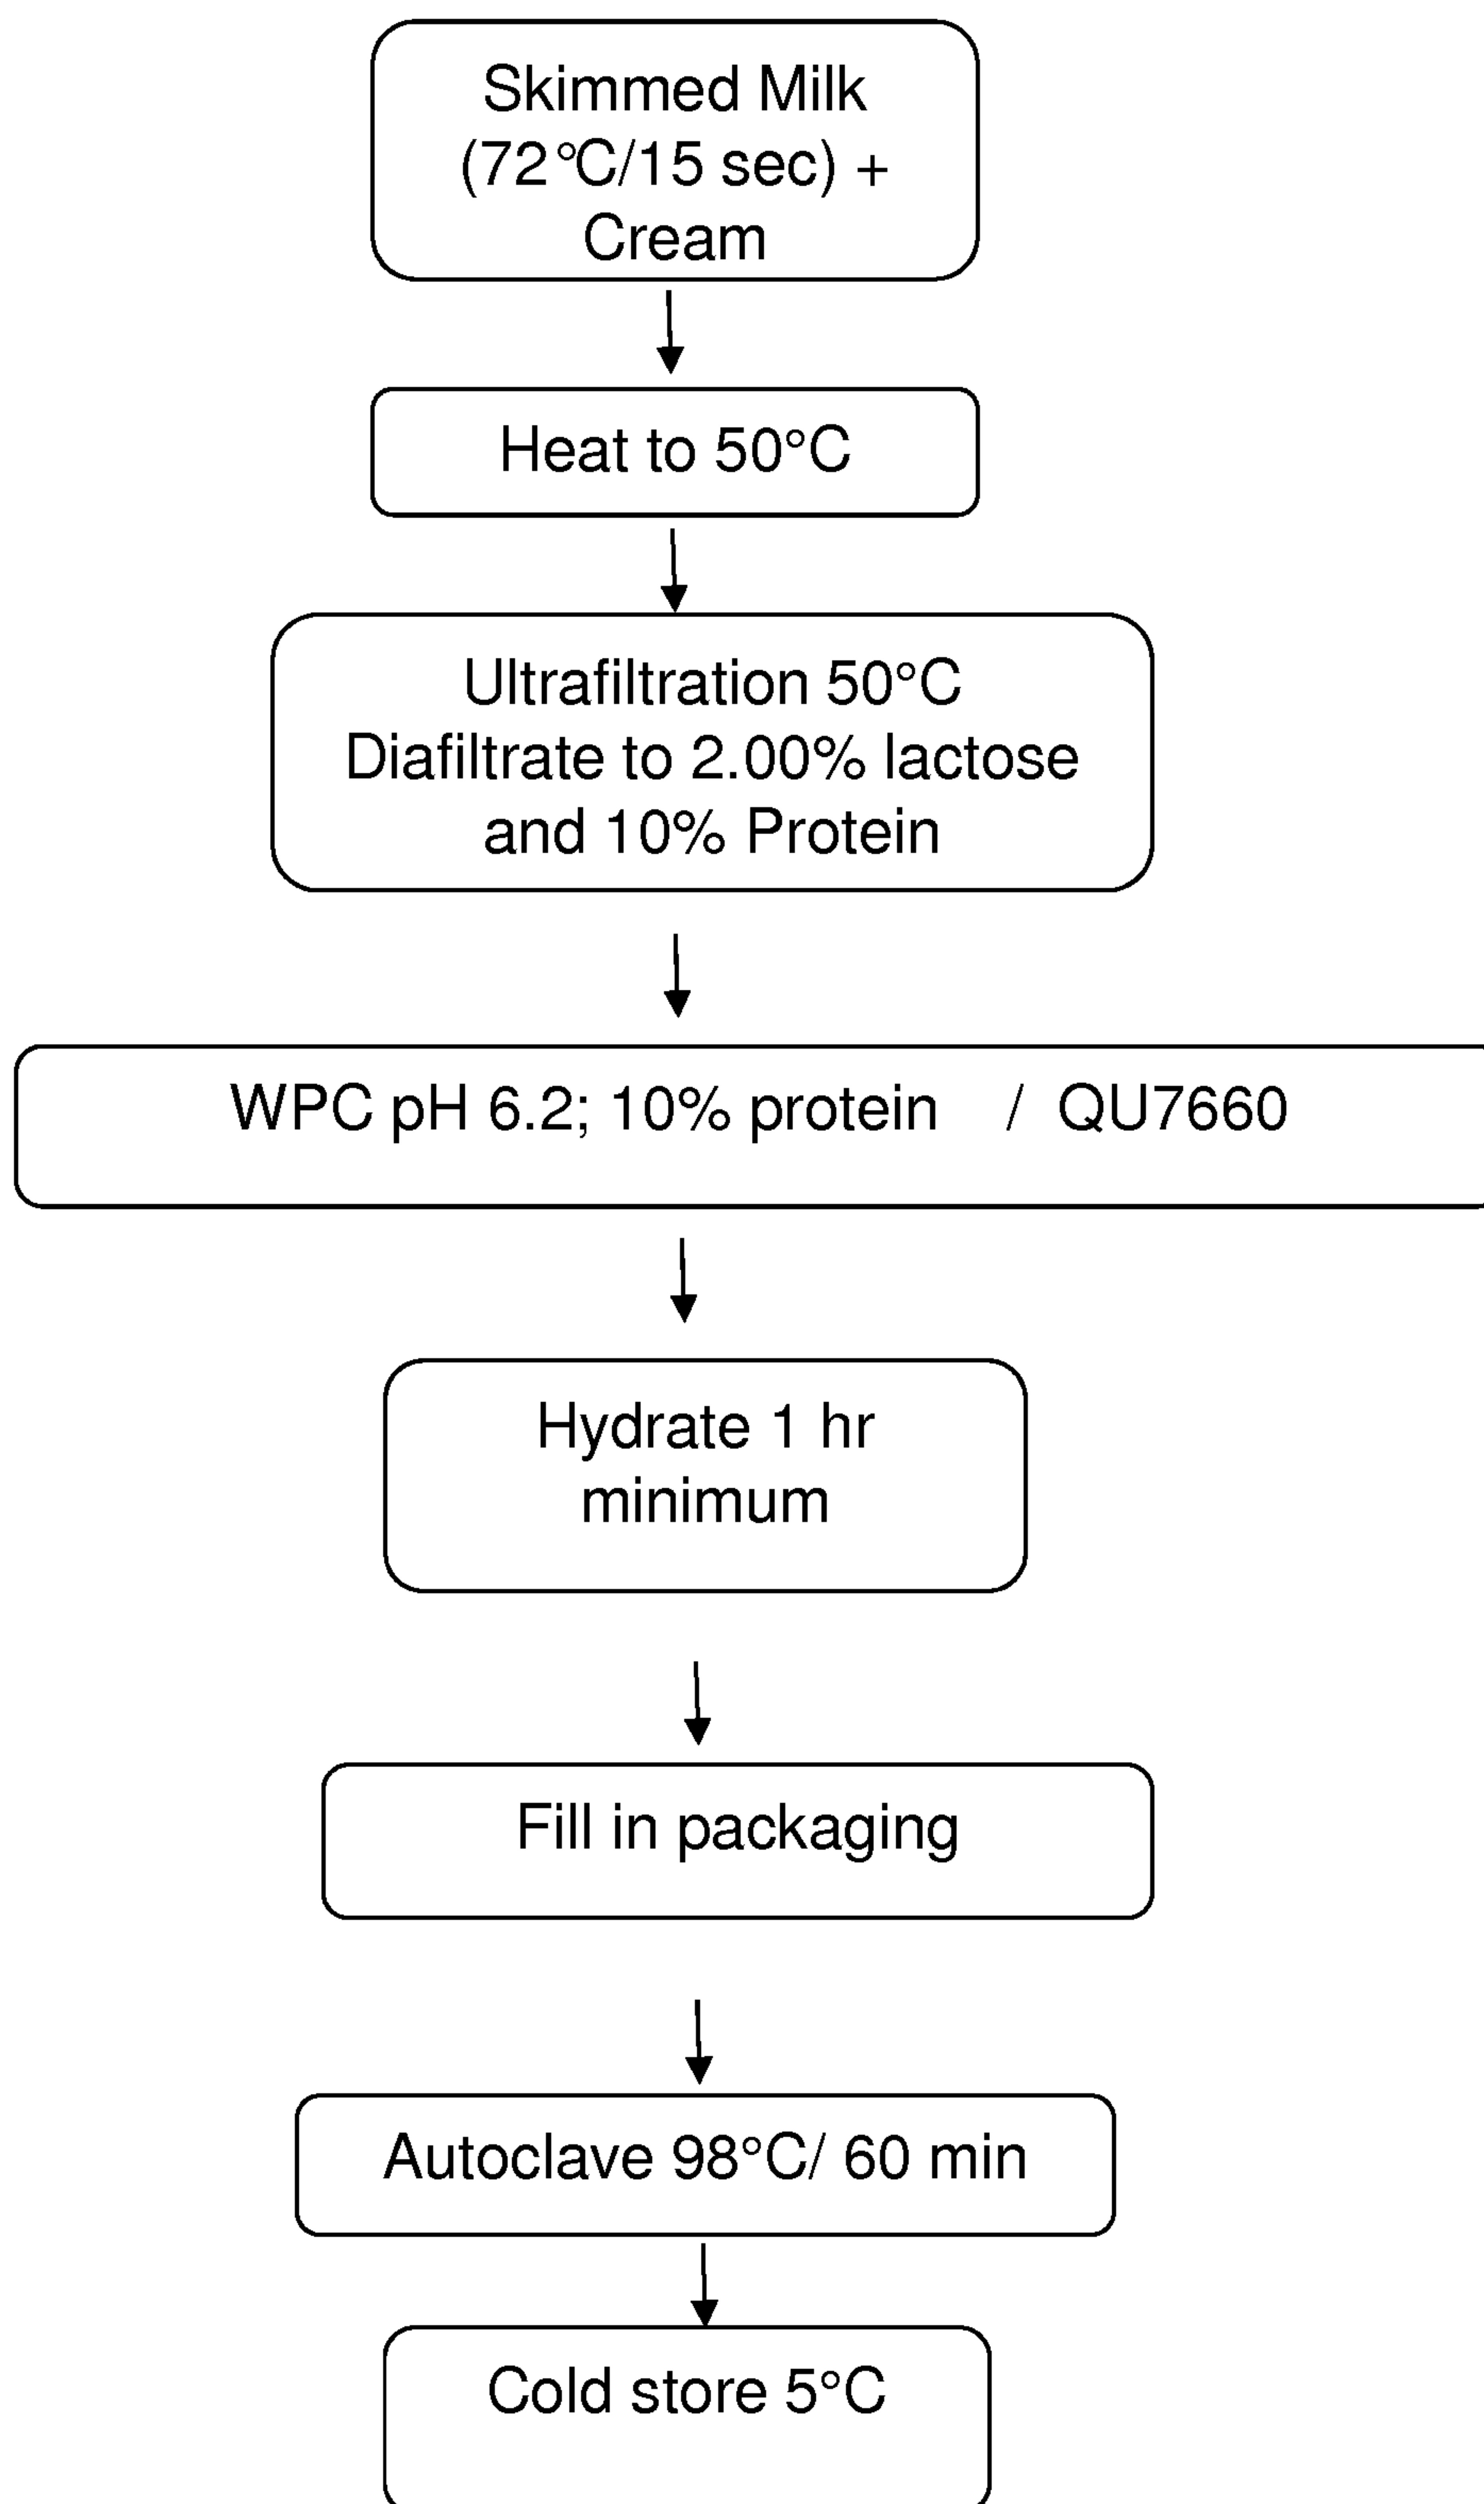 Skimmed Milk
(72°C/15 sec) +
Cream
Heat to 50°C
Ultrafiltration 50°C
Diafiltrate to 2.00% lactose
and 10% Protein
WPC pH 6.2; 10% protein / QU7660
Hydrate 1 hr
minimum
Fill in packaging
Autoclave 98°C/ 60 min
Cold store 5°C